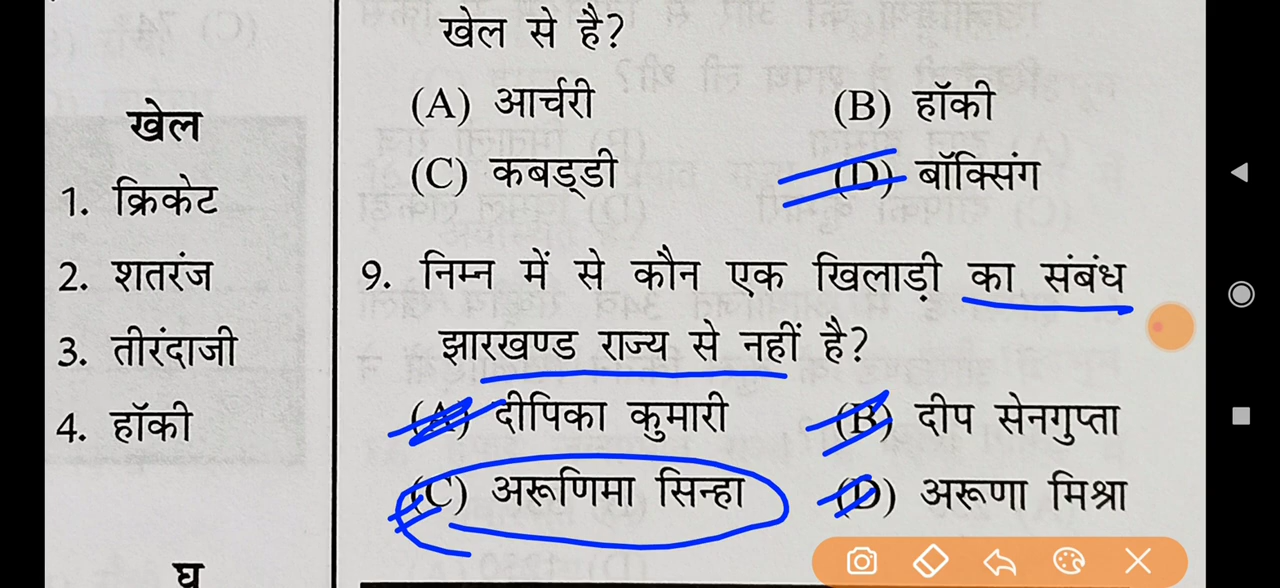 खेल
1. क्रिकेट
2. शतरंज
3. तीरंदाजी
4. हॉकी
घ
खेल से है?
(A) आर्चरी (B) हॉकी
(C) कबड्डी (D) बॉक्सिंग
9. निम्न में से कौन एक खिलाड़ी का संबंध
झारखण्ड राज्य से नहीं है?
(A) दीपिका कुमारी (B) दीप सेनगुप्ता
(C) अरूणिमा सिन्हा (D) अरूणा मिश्रा